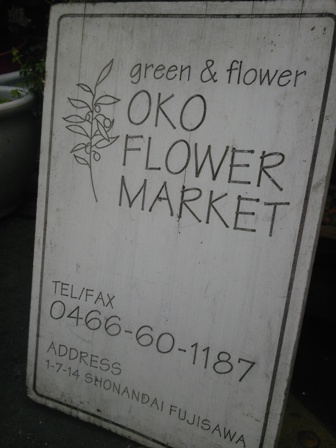 green & flower
OKO
FLOWER
MARKET
TEL/FAX
0466-60-1187
ADDRESS
1-7-14 SHONANDAI FUJISAWA